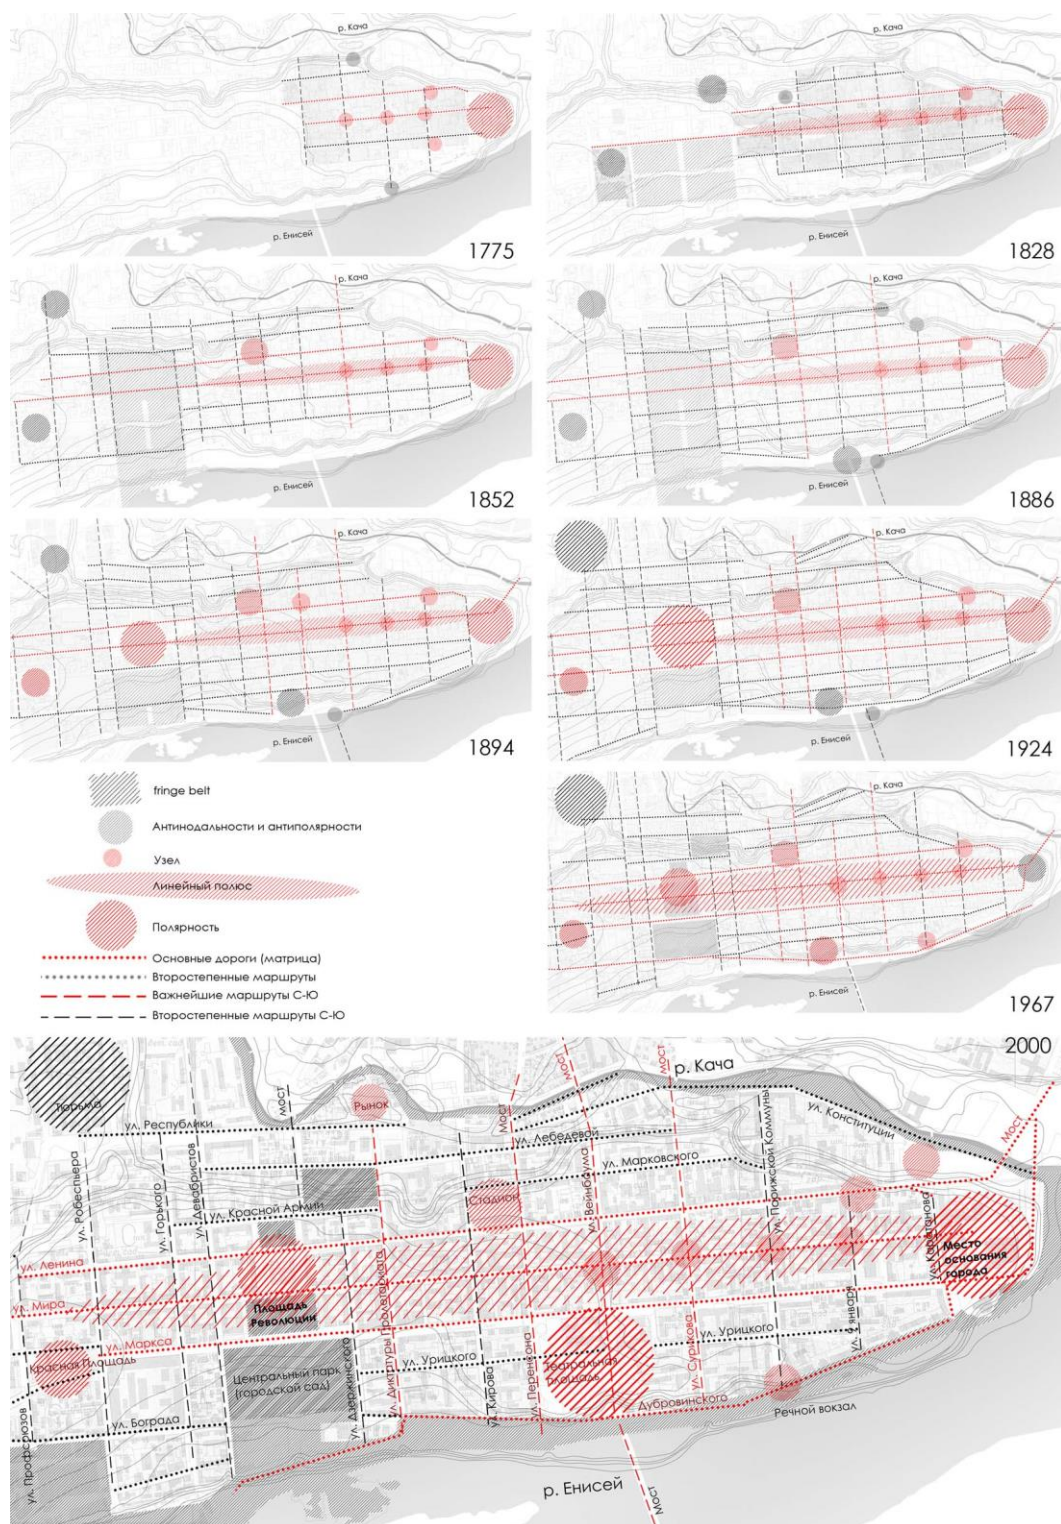 р. Кача
р. Енисей
1775
р. Кача
р. Енисей
1828
р. Кача
р. Енисей
1852
р. Кача
р. Енисей
1886
р. Кача
р. Енисей
1894
р. Кача
р. Енисей
1924
fringe belt
Антинодальности и антиполярности
Узел
Линейный полюс
Полярность
Основные дороги (матрица)
Второстепенные маршруты
Важнейшие маршруты С-Ю
Второстепенные маршруты С-Ю
р. Кача
р. Енисей
1967
2000
Тюрьма
мост
Рынок
Мост
мост
мост
р. Кача
ул. Конституции
Мост
ул. Республики
ул. Лебедевой
ул. Марковского
ул. Робеспьера
ул. Горького
ул. Декабристов
ул. Красной Армии
Стадион
ул. Вейнбаума
ул. Парижской Коммуны
ул. Каратанова
Место
основания
города
ул. Ленина
ул. Мира
Площадь
Революции
ул. Маркса
Красная Площадь
Центральный парк
(городской сад)
ул. Дзержинского
ул. Диктатуры Пролетариата
ул. Урицкого
ул. Кирова
ул. Перенсона
Театральная
площадь
ул. Сурикова
ул. Урицкого
ул. 9 января
Дубровинского
Речной вокзал
ул. Бограда
ул. Профсоюзов
р. Енисей
Мост